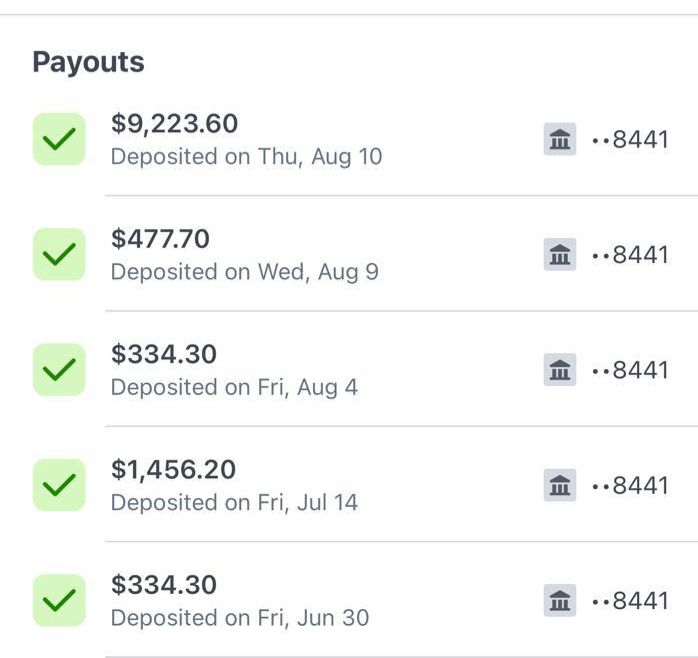 Payouts
$9,223.60
Deposited on Thu, Aug 10
••8441
$477.70
Deposited on Wed, Aug 9
••8441
$334.30
Deposited on Fri, Aug 4
••8441
$1,456.20
Deposited on Fri, Jul 14
••8441
$334.30
Deposited on Fri, Jun 30
••8441